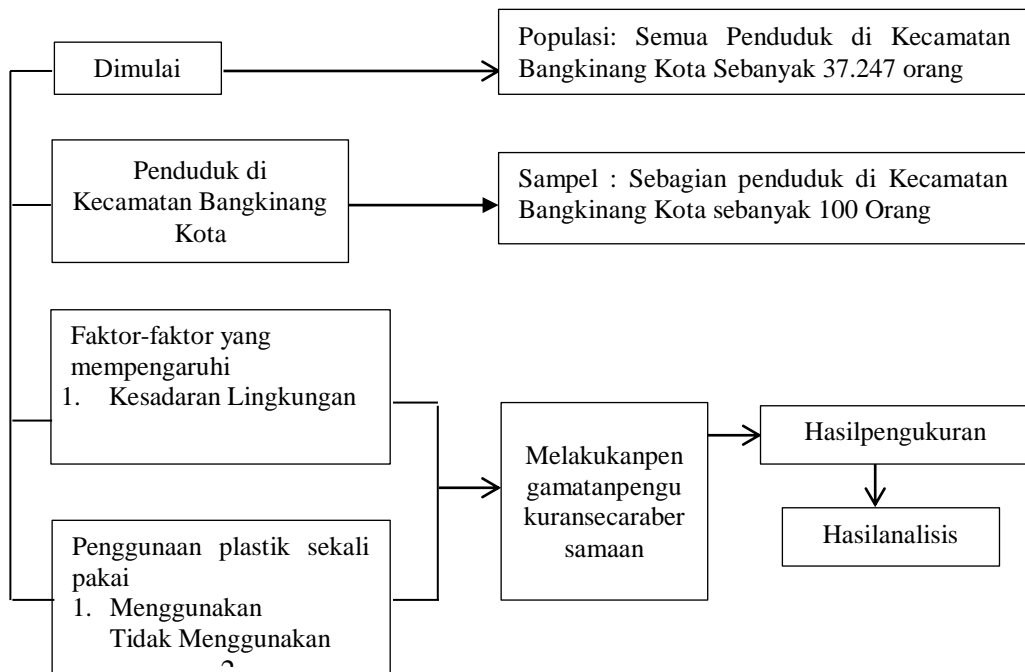 Dimulai
Populasi: Semua Penduduk di Kecamatan
Bangkinang Kota Sebanyak 37.247 orang
Penduduk di
Kecamatan Bangkinang
Kota
Sampel : Sebagian penduduk di Kecamatan
Bangkinang Kota sebanyak 100 Orang
Faktor-faktor yang
mempengaruhi
1. Kesadaran Lingkungan
Melakukanpen
gamatanpengu
kuransecaraber
samaan
Hasilpengukuran
Hasilanalisis
Penggunaan plastik sekali
pakai
1. Menggunakan
Tidak Menggunakan